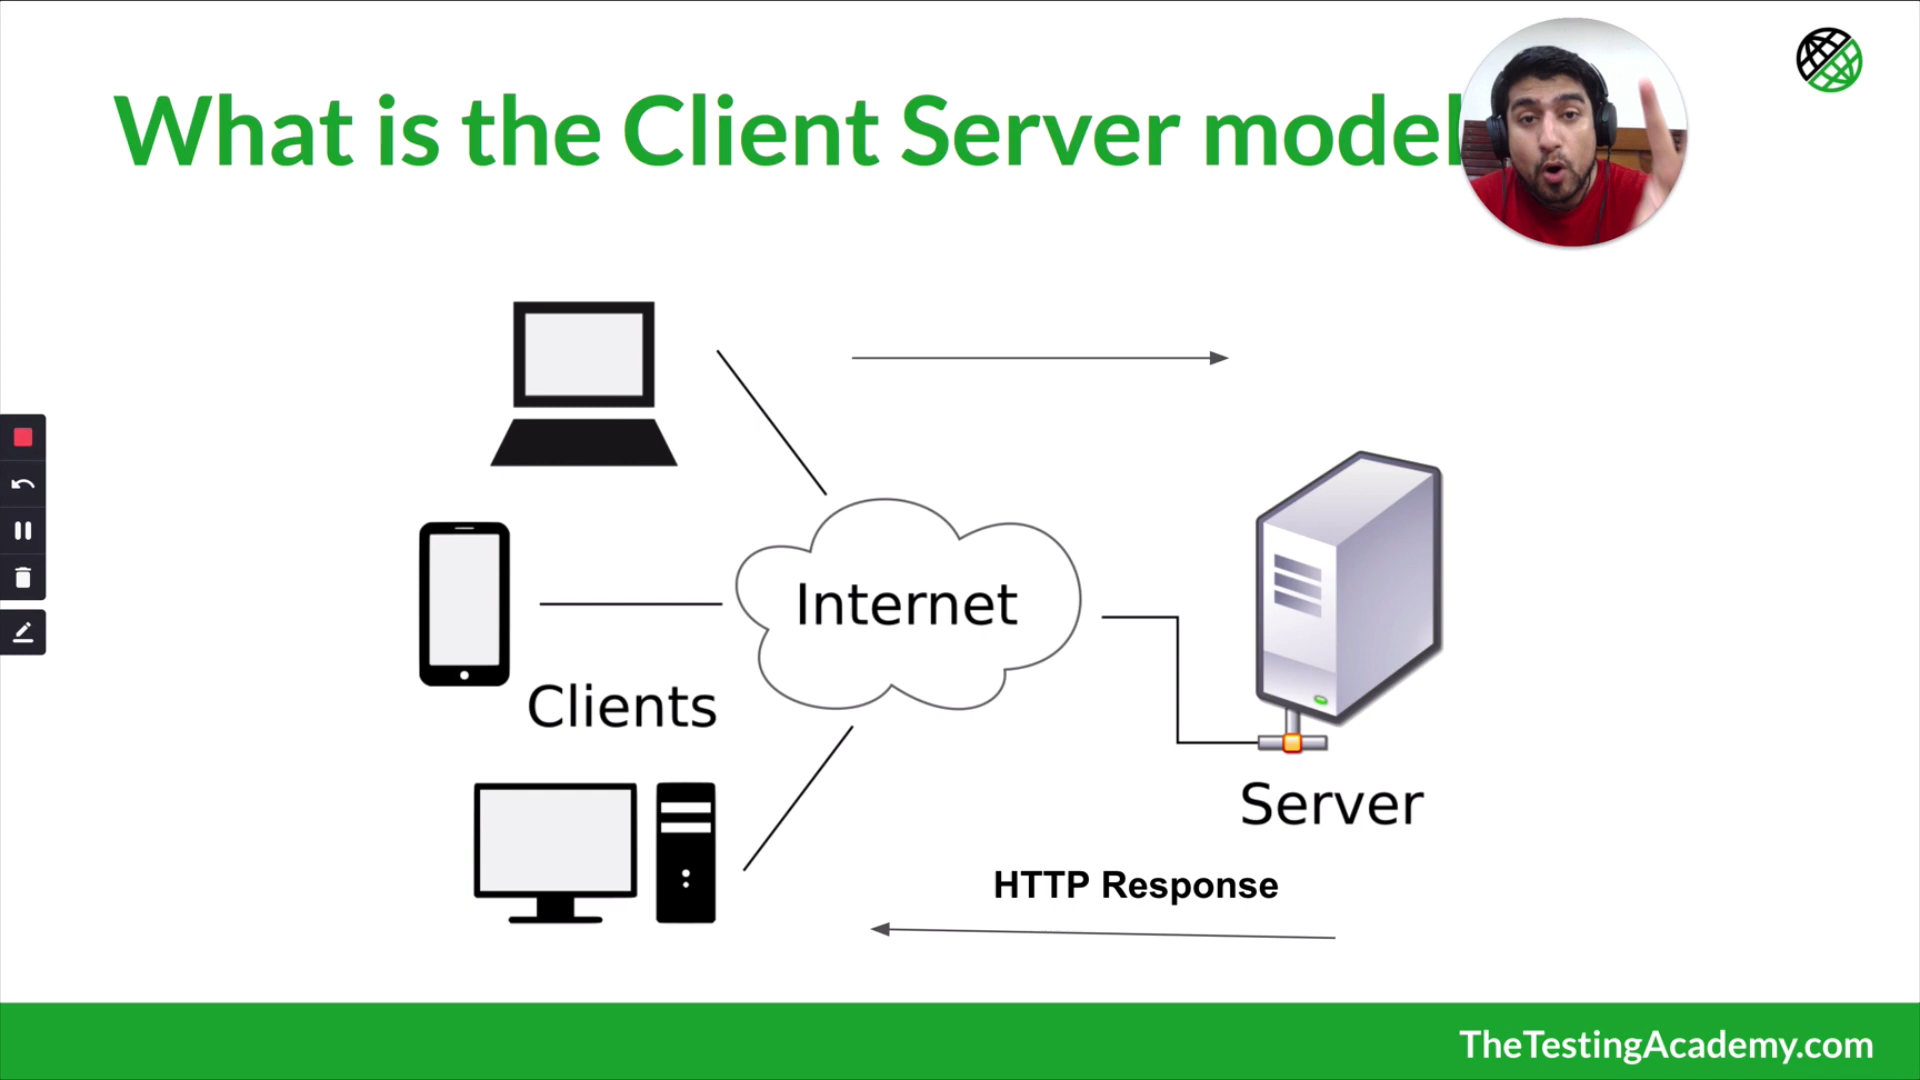 What is the Client Server model
Internet
Clients
Server
HTTP Response
TheTestingAcademy.com